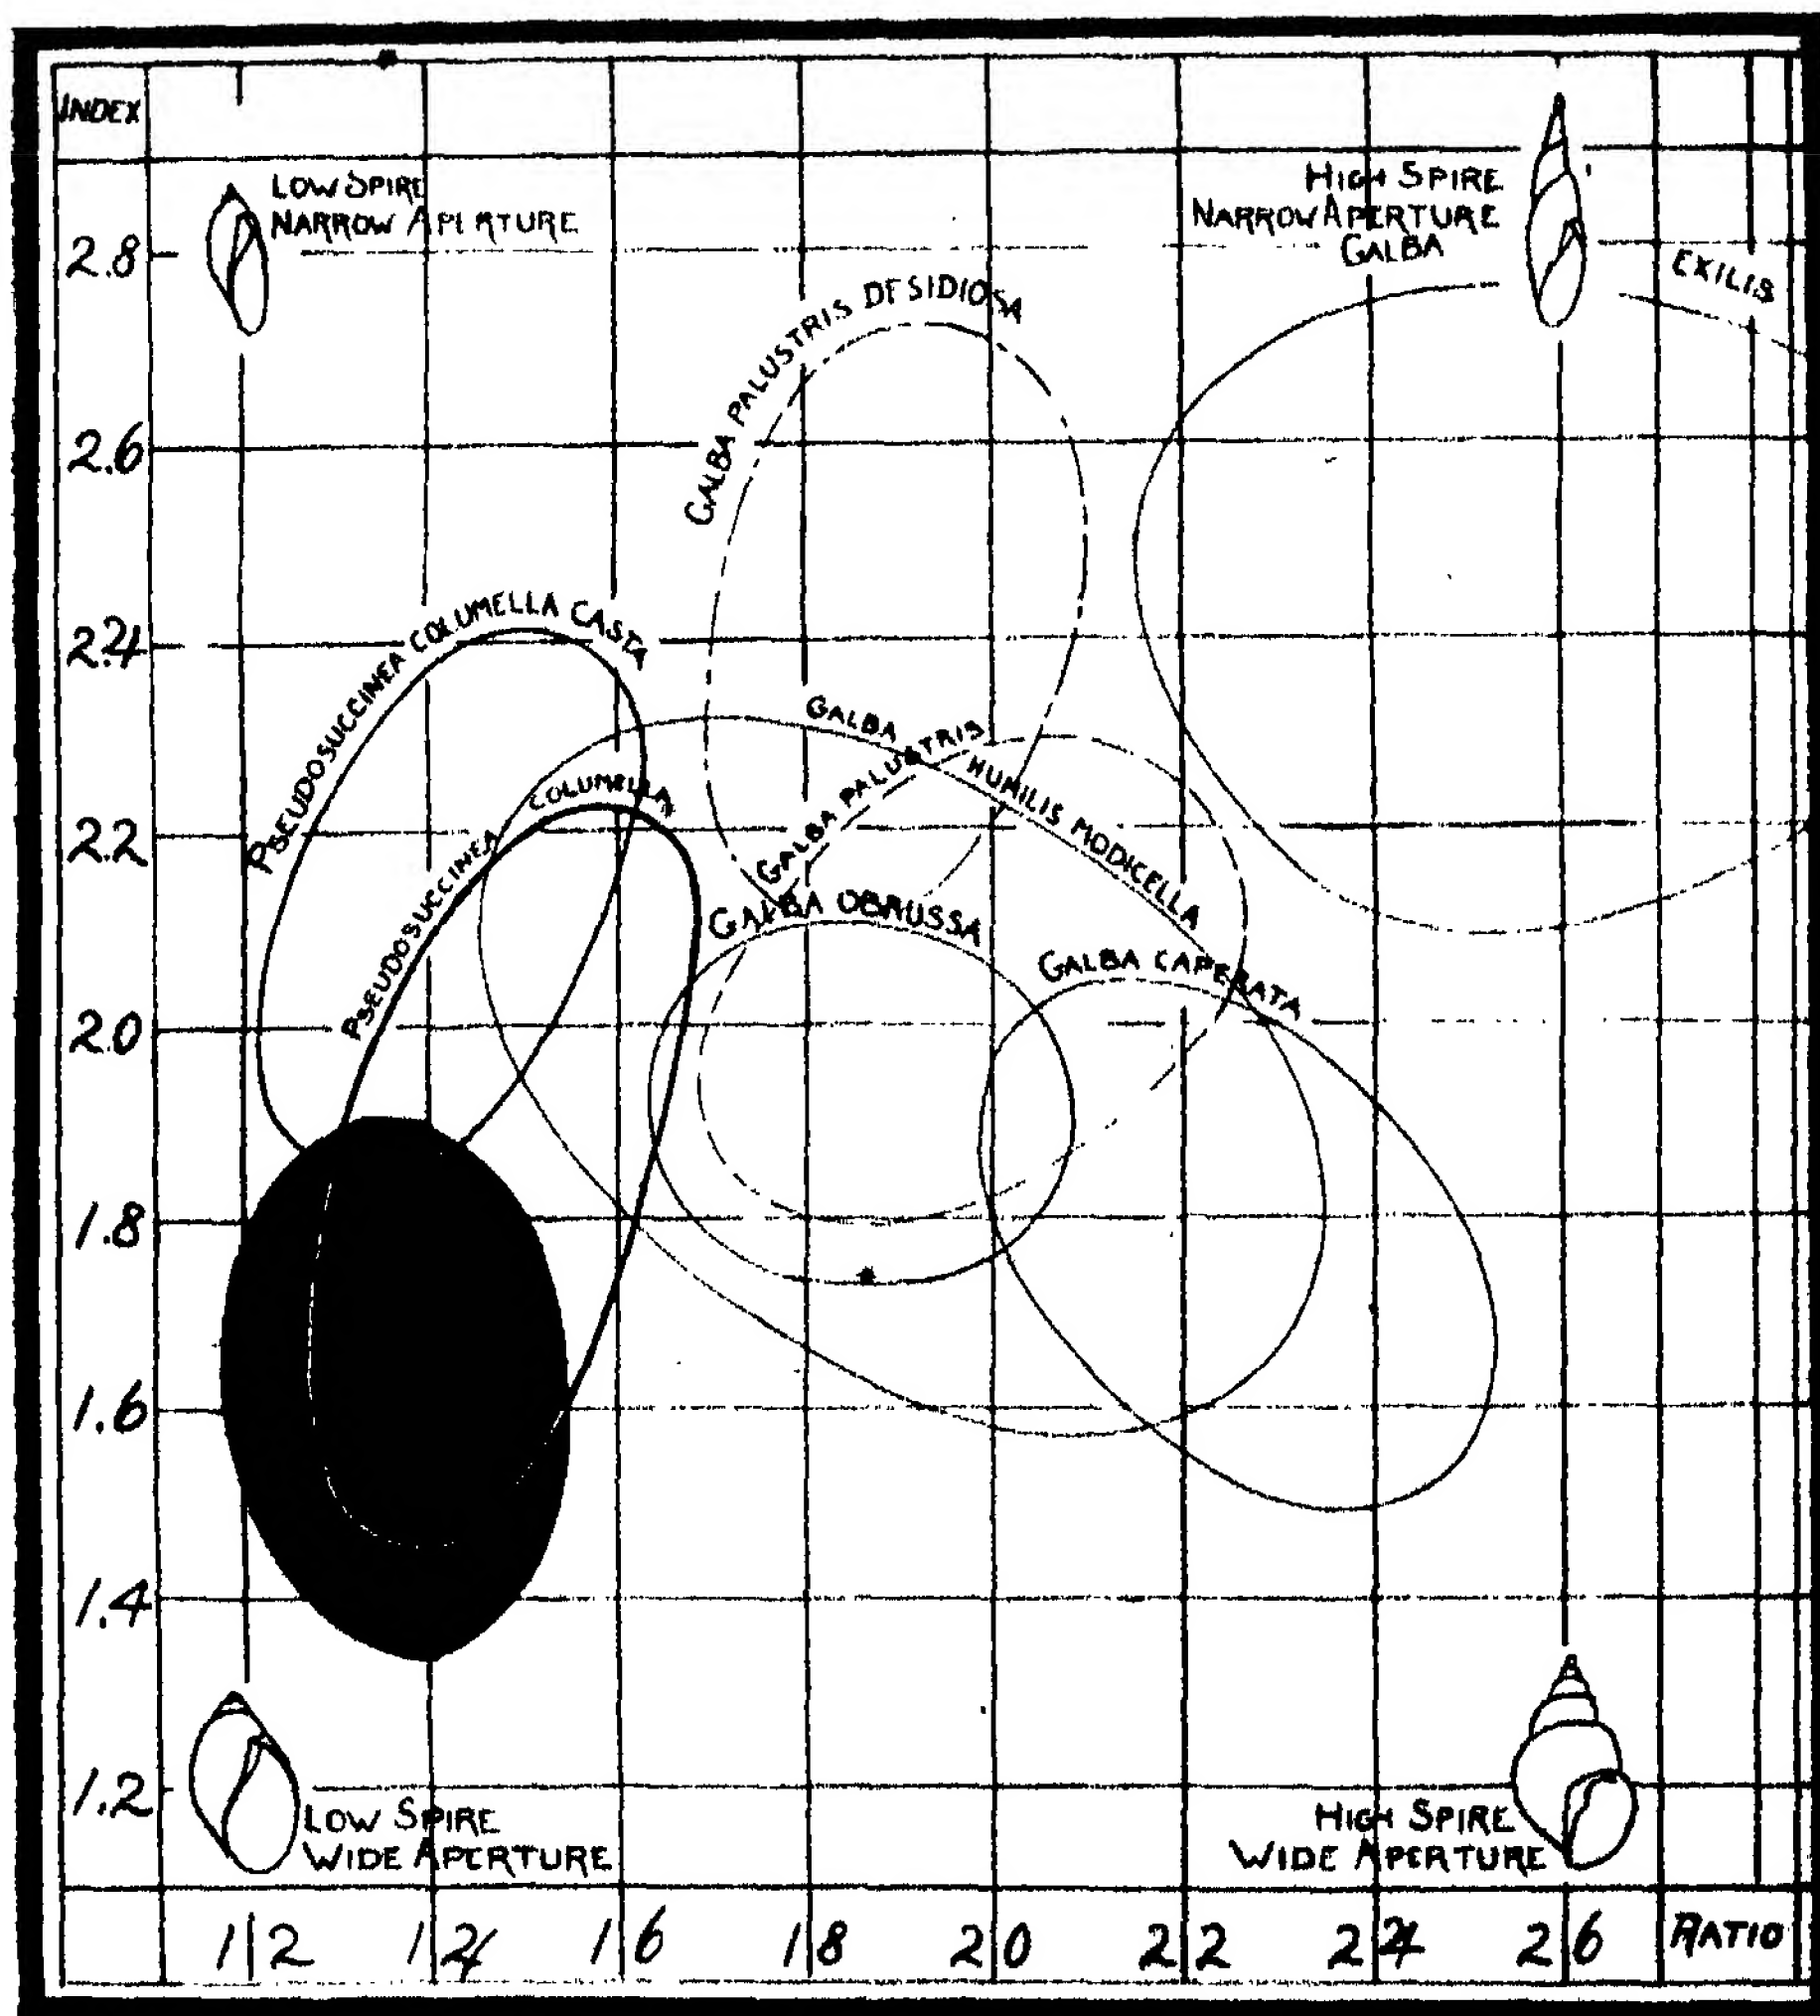 INDEX
LOW SPIRE
NARROW APERTURE
HIGH SPIRE
NARROW APERTURE
GALBA
EXILIS
2.8
GALBA PALUSTRIS DESIDIOSA
2.6
PSEUDOSUCCINEA COLUMELLA CASTA
2.4
GALBA HUMILIS MODICELLA
GALBA PALUSTRIS
PSEUDOSUCCINEA COLUMELLA
2.2
GALBA OBRUSSA
GALBA CAPERATA
2.0
1.8
1.6
1.4
1.2
LOW SPIRE
WIDE APERTURE
HIGH SPIRE
WIDE APERTURE
1 2 1 4 1 6 1 8 2 0 2 2 2 4 2 6 RATIO